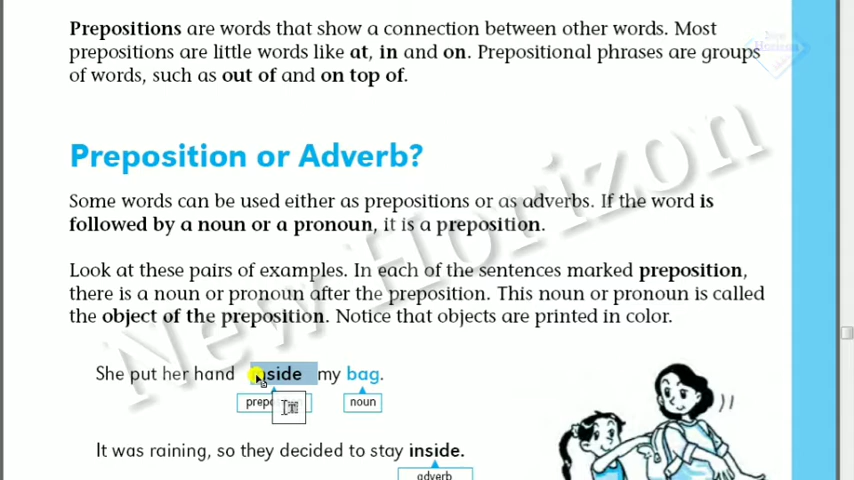 Prepositions are words that show a connection between other words. Most
prepositions are little words like at, in and on. Prepositional phrases are groups
of words, such as out of and on top of.
Preposition or Adverb?
Some words can be used either as prepositions or as adverbs. If the word is
followed by a noun or a pronoun, it is a preposition.
Look at these pairs of examples. In each of the sentences marked preposition,
there is a noun or pronoun after the preposition. This noun or pronoun is called
the object of the preposition. Notice that objects are printed in color.
She put her hand inside my bag.
noun
It was raining, so they decided to stay inside.
adverb
New Horizon